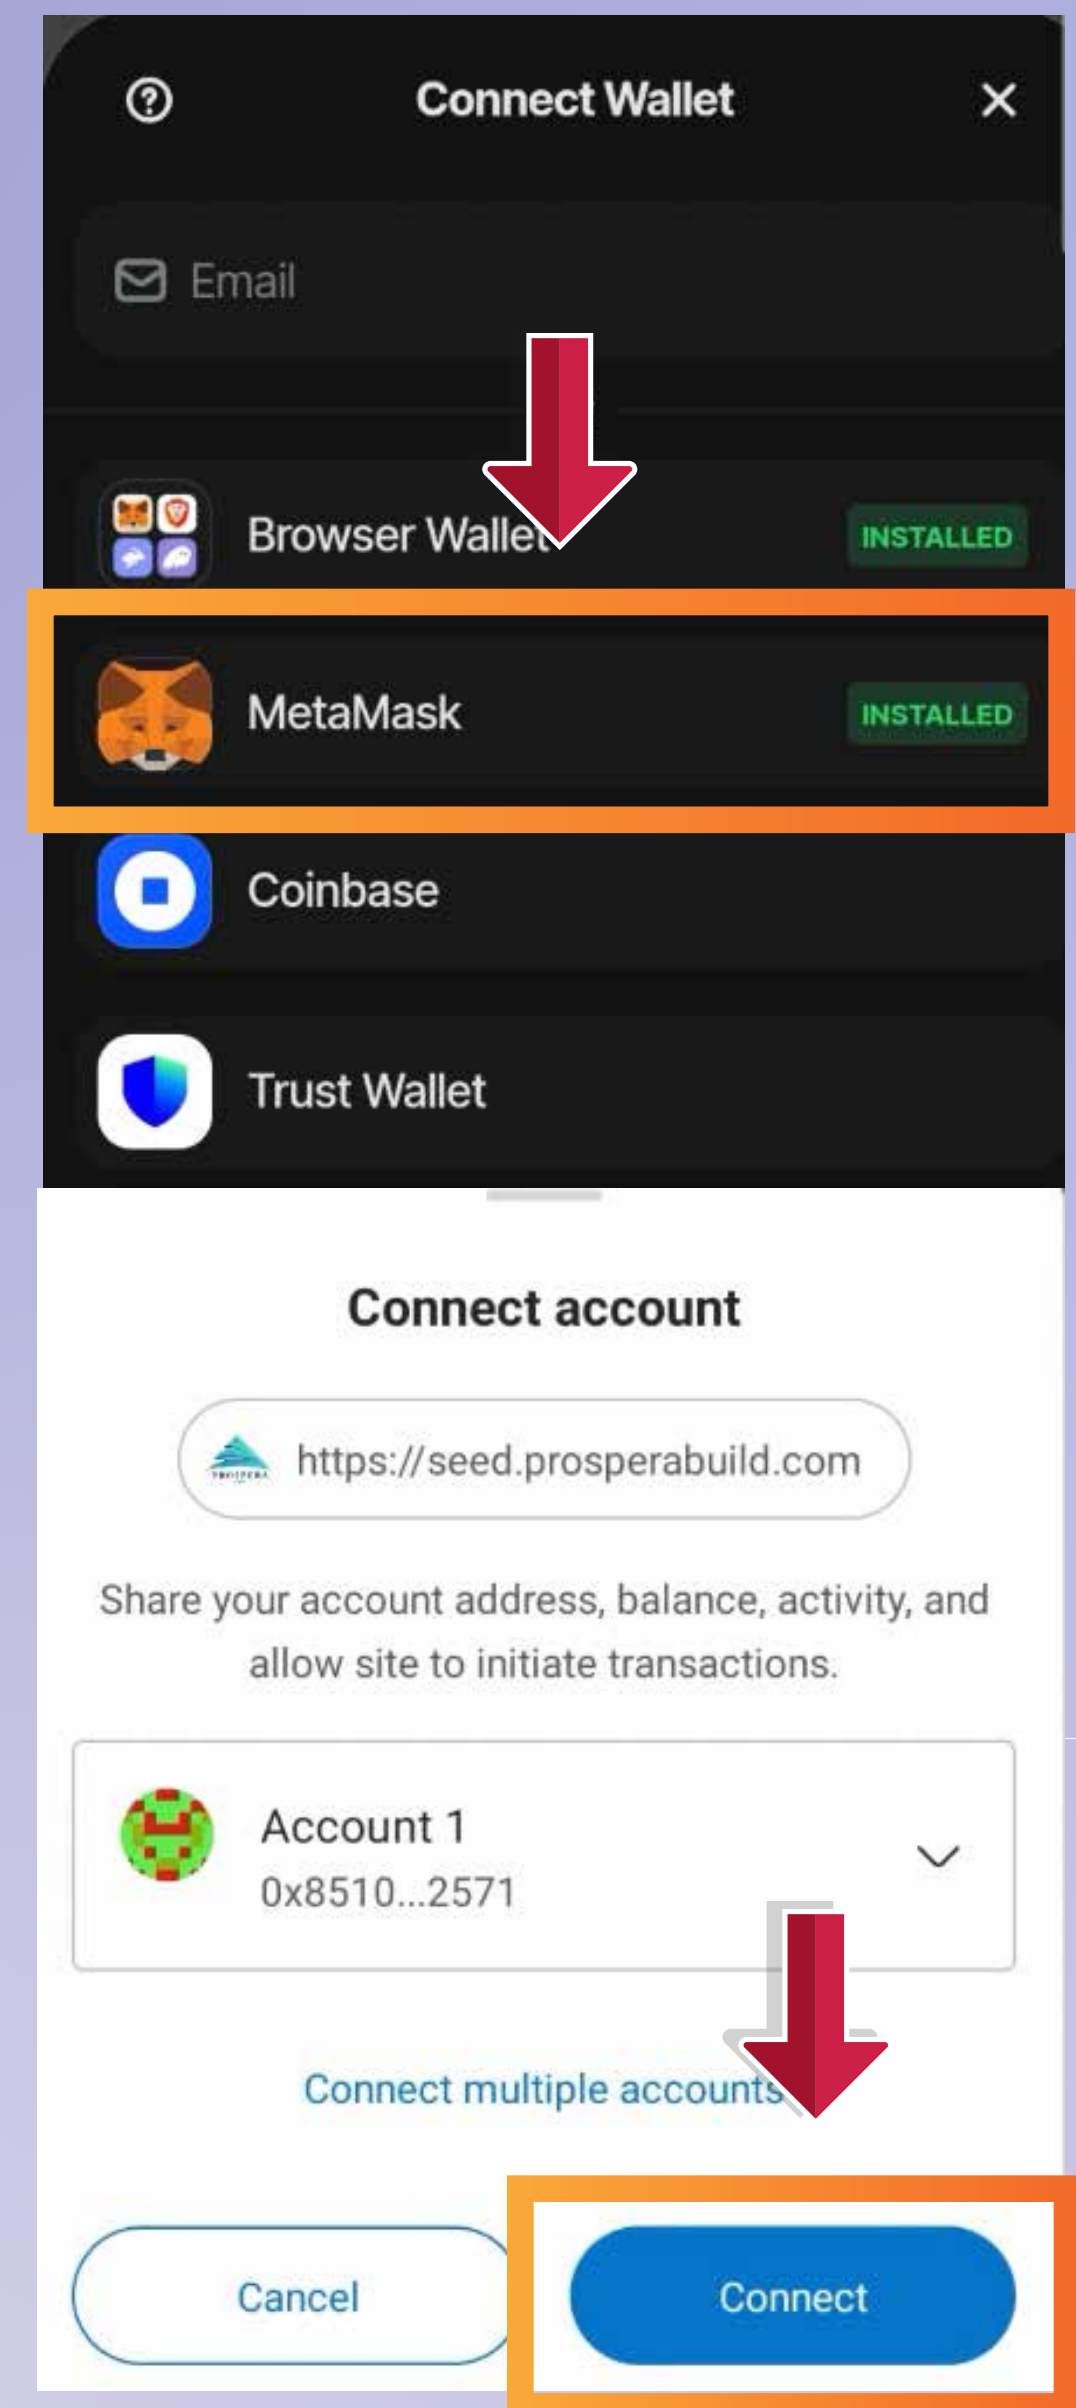 Connect Wallet
Email
Browser Wallet
INSTALLED
MetaMask
INSTALLED
Coinbase
Trust Wallet
Connect account
PROSPERA
https://seed.prosperabuild.com
Share your account address, balance, activity, and
allow site to initiate transactions.
Account 1
0x8510...2571
Connect multiple accounts
Cancel
Connect